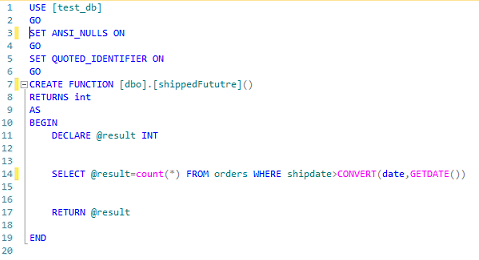 1 USE [test_db]
2 GO
3 SET ANSI_NULLS ON
4 GO
5 SET QUOTED_IDENTIFIER ON
6 GO
7 CREATE FUNCTION [dbo].[shippedFututre]()
8 RETURNS int
9 AS
10 BEGIN
11 DECLARE @result INT
12
13
14 SELECT @result=count(*) FROM orders WHERE shipdate>CONVERT(date,GETDATE())
15
16
17 RETURN @result
18
19 END
20